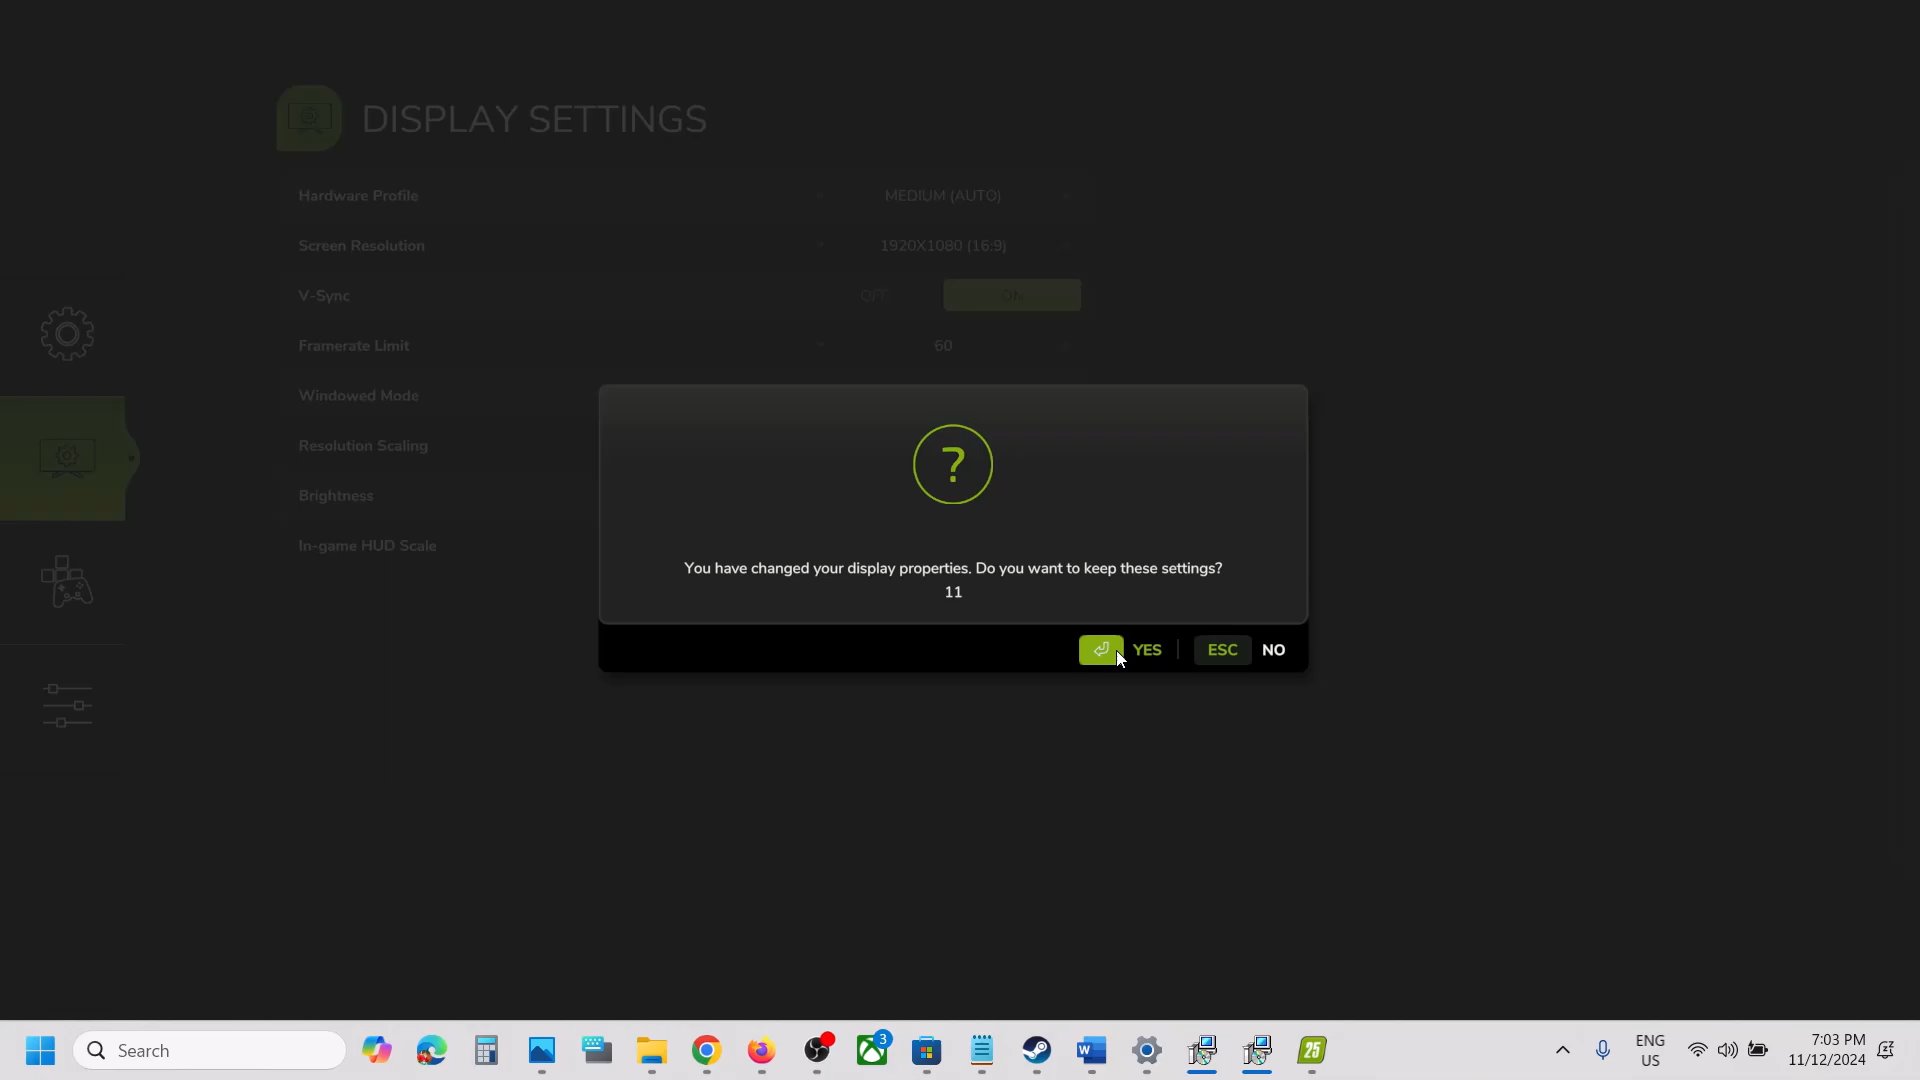 DISPLAY SETTINGS
Hardware Profile
MEDIUM (AUTO)
Screen Resolution
1920X1080 (16:9)
V-Sync
OFF
ON
Framerate Limit
60
Windowed Mode
Resolution Scaling
Brightness
In-game HUD Scale
You have changed your display properties. Do you want to keep these settings?
11
YES
ESC
NO
Search
3
25
ENG
US
7:03 PM
11/12/2024